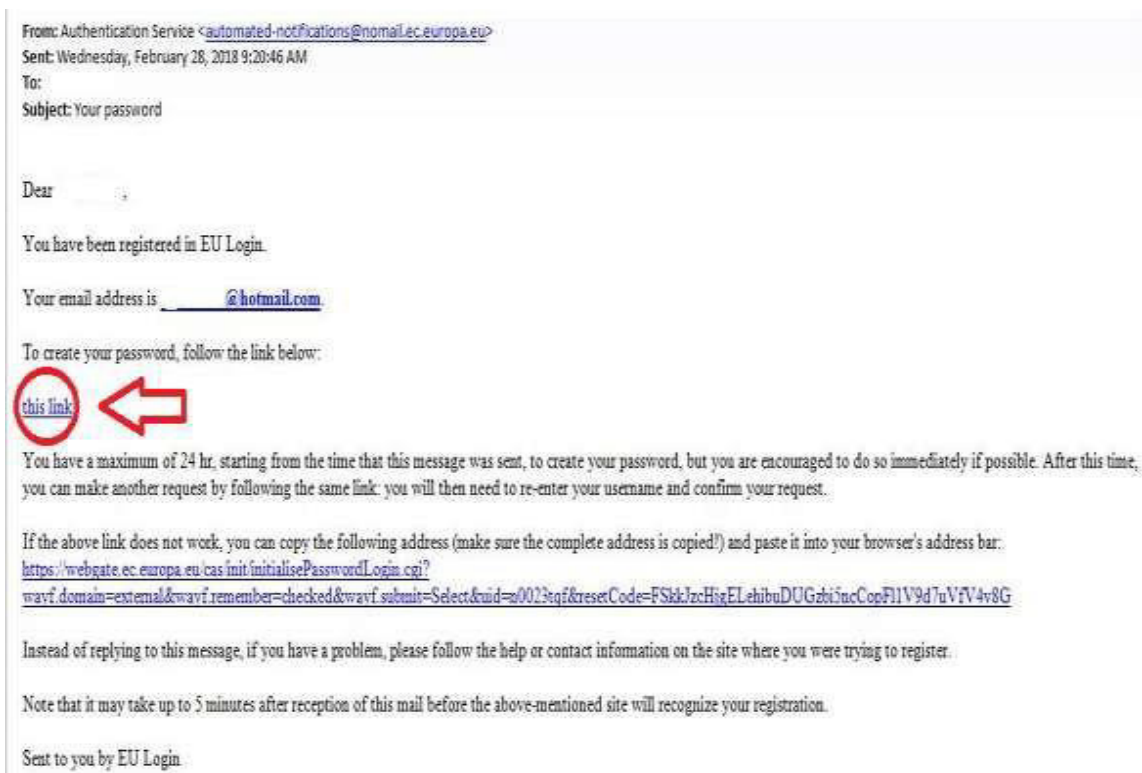 From: Authentication Service <automated-notifications@nomail.ec.europa.eu>
Sent: Wednesday, February 28, 2018 9:20:46 AM
To:
Subject: Your password
Dear ,
You have been registered in EU Login.
Your email address is @hotmail.com.
To create your password, follow the link below:
this link
You have a maximum of 24 hr, starting from the time that this message was sent, to create your password, but you are encouraged to do so immediately if possible. After this time,
you can make another request by following the same link: you will then need to re-enter your username and confirm your request.
If the above link does not work, you can copy the following address (make sure the complete address is copied!) and paste it into your browser's address bar:
https://webgate.ec.europa.eu/cas/init/initialisePasswordLogin.cgi?
wavf.domain=external&wavf.remember=checked&wavf.submit=Select&uid=n0023tqf&resetCode=
Instead of replying to this message, if you have a problem, please follow the help or contact information on the site where you were trying to register.
Note that it may take up to 5 minutes after reception of this mail before the above-mentioned site will recognize your registration.
Sent to you by EU Login